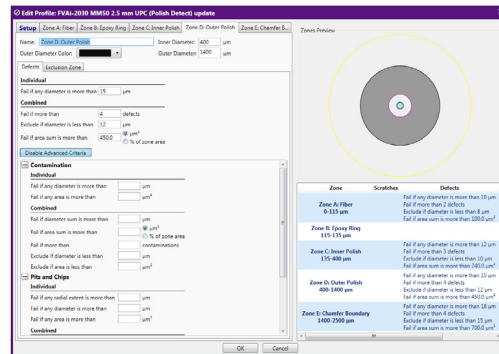 Edit Profile: FVAi-2030 MM50 2.5 mm UPC (Polish Detect) update
Setup Zone A: Fiber Zone B: Epoxy Ring Zone C: Inner Polish Zone D: Outer Polish Zone E: Chamfer B...
Name: Zone D: Outer Polish Inner Diameter: 400 μm
Outer Diameter Color: Outer Diameter: 1400 μm
Defects Exclusion Zone
Individual
Fail if any diameter is more than 15 μm
Combined
Fail if more than 4 defects
Exclude if diameter is less than 12 μm
Fail if area sum is more than 450.0 μm²
% of zone area
Disable Advanced Criteria
Contamination
Individual
Fail if any diameter is more than μm
Fail if any area is more than μm²
Combined
Fail if diameter sum is more than μm
Fail if area sum is more than μm²
% of zone area
Fail if more than contaminations
Exclude if diameter is less than μm
Exclude if area is less than μm²
Pits and Chips
Individual
Fail if any radial extent is more than μm
Fail if any diameter is more than μm
Fail if any area is more than μm²
Combined
Zones Preview
Zone Scratches Defects
Zone A: Fiber
0-115 μm
Fail if any diameter is more than 10 μm
Fail if more than 2 defects
Exclude if diameter is less than 8 μm
Fail if area sum is more than 100.0 μm²
Zone B: Epoxy Ring
115-135 μm
Zone C: Inner Polish
135-400 μm
Fail if any diameter is more than 12 μm
Fail if more than 3 defects
Exclude if diameter is less than 10 μm
Fail if area sum is more than 240.0 μm²
Zone D: Outer Polish
400-1400 μm
Fail if any diameter is more than 15 μm
Fail if more than 4 defects
Exclude if diameter is less than 12 μm
Fail if area sum is more than 450.0 μm²
Zone E: Chamfer Boundary
1400-2500 μm
Fail if any diameter is more than 18 μm
Fail if more than 4 defects
Exclude if diameter is less than 15 μm
Fail if area sum is more than 700.0 μm²
OK Cancel